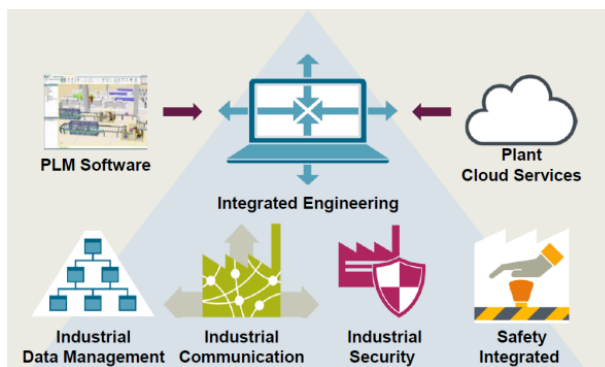 PLM Software
Plant
Cloud Services
Integrated Engineering
Industrial
Data Management
Industrial
Communication
Industrial
Security
Safety
Integrated